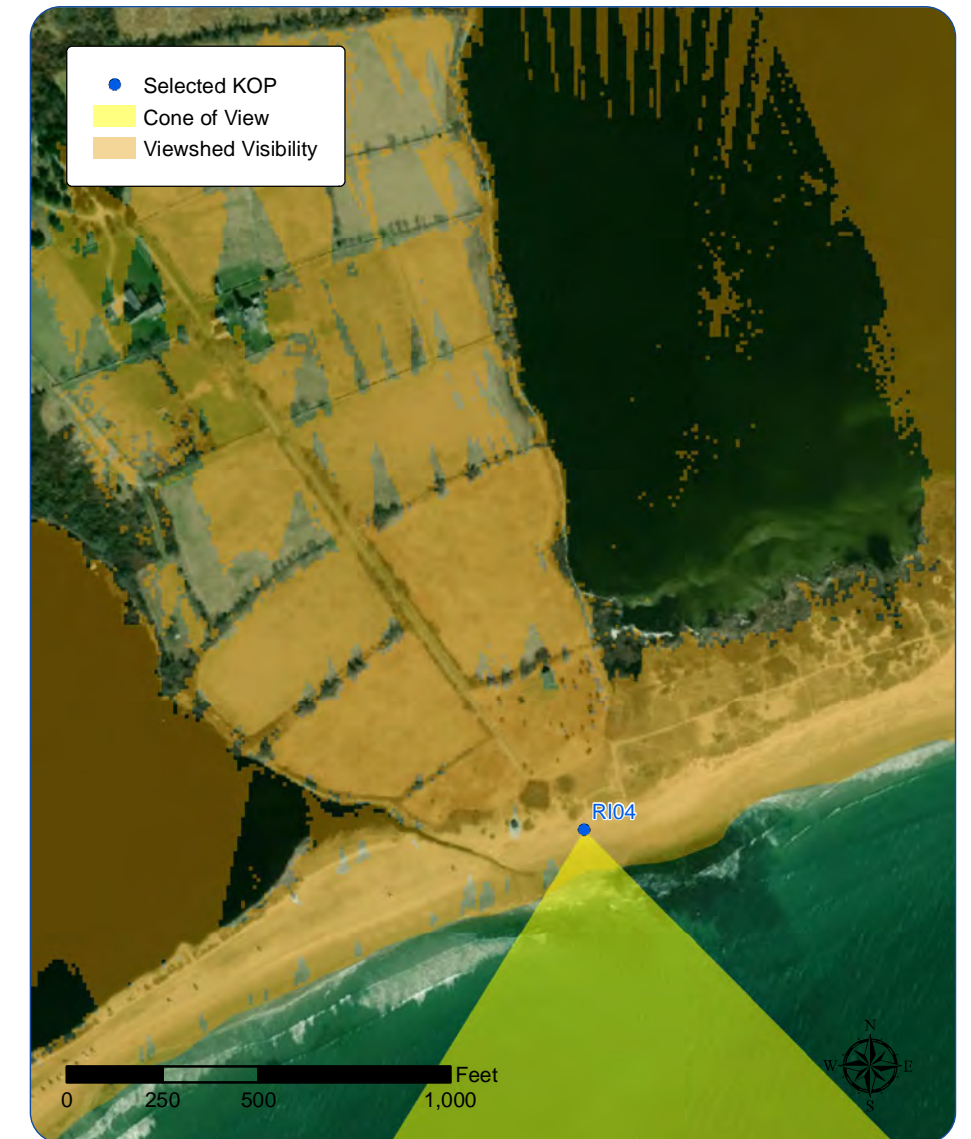 Selected KOP
Cone of View
Viewshed Visibility
RI04
N
W E
S
Feet
0 250 500 1,000